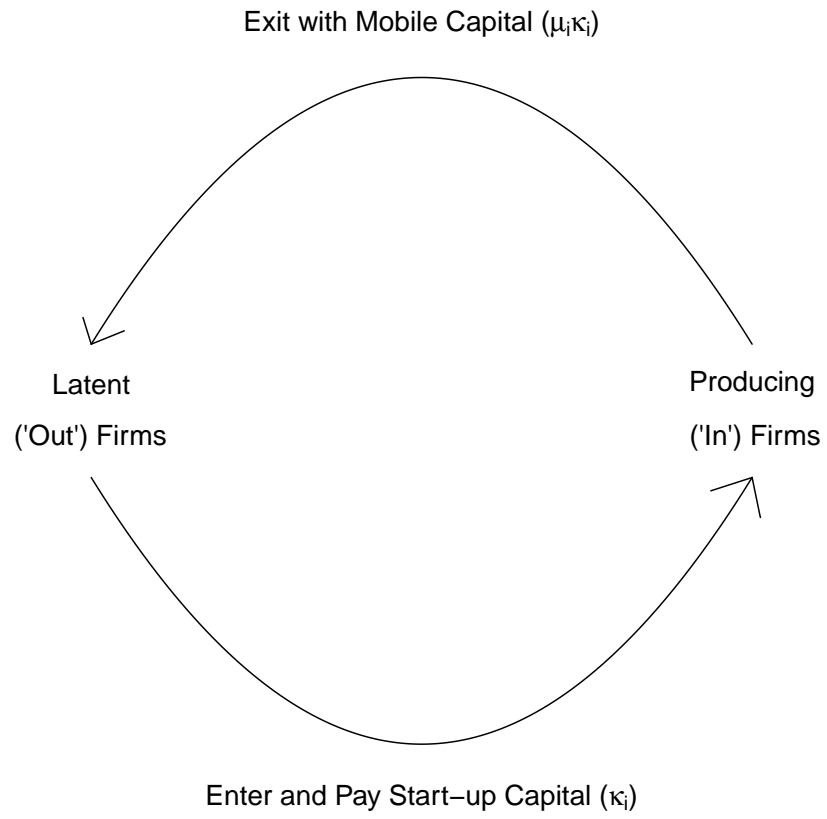 Exit with Mobile Capital (μᵢκᵢ)
Latent
('Out') Firms
Producing
('In') Firms
Enter and Pay Start−up Capital (κᵢ)